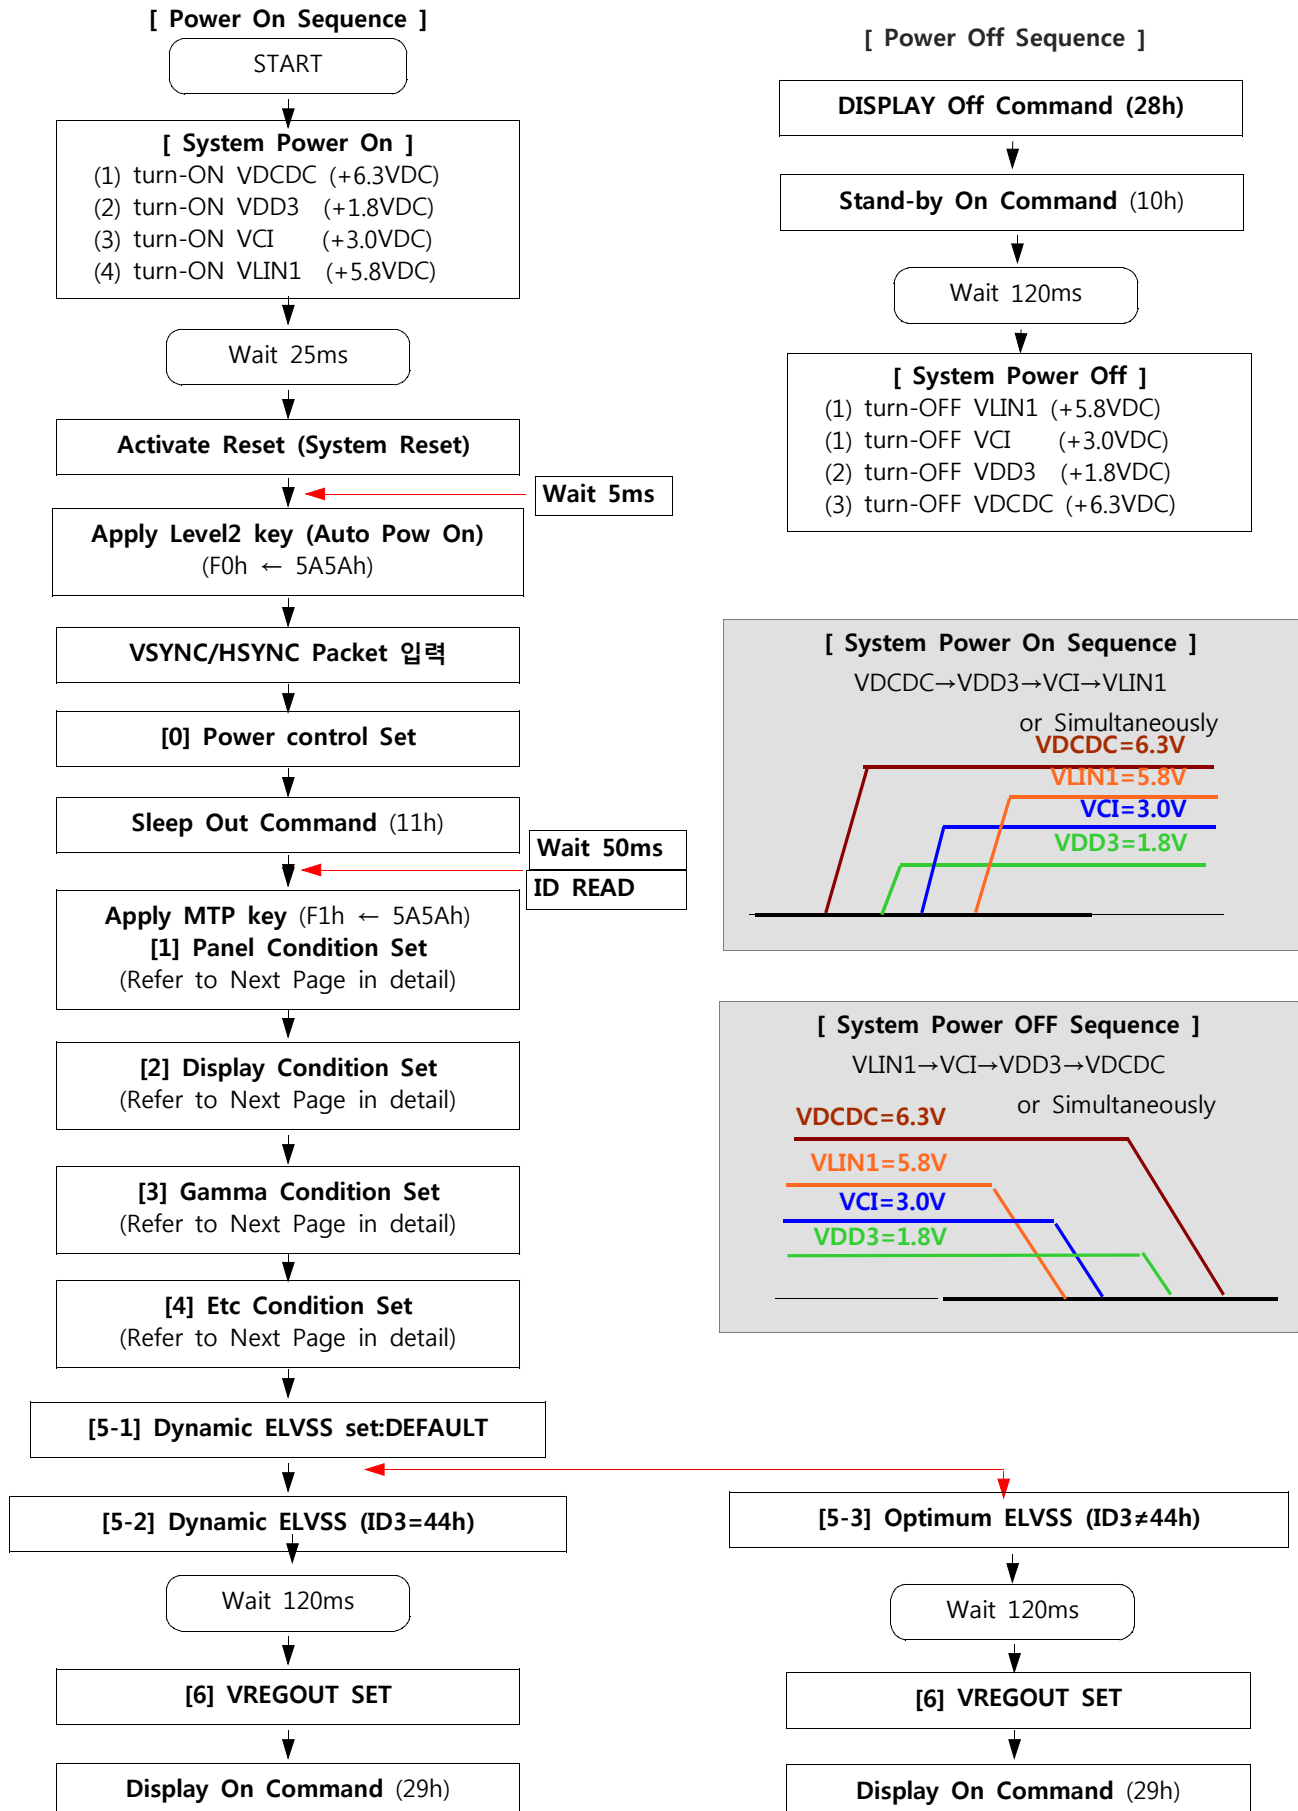 [ Power On Sequence ]
START
[ System Power On ]
(1) turn-ON VDCDC (+6.3VDC)
(2) turn-ON VDD3 (+1.8VDC)
(3) turn-ON VCI (+3.0VDC)
(4) turn-ON VLIN1 (+5.8VDC)
Wait 25ms
Activate Reset (System Reset)
Wait 5ms
Apply Level2 key (Auto Pow On)
(F0h ← 5A5Ah)
VSYNC/HSYNC Packet 입력
[0] Power control Set
Sleep Out Command (11h)
Wait 50ms
ID READ
Apply MTP key (F1h ← 5A5Ah)
[1] Panel Condition Set
(Refer to Next Page in detail)
[2] Display Condition Set
(Refer to Next Page in detail)
[3] Gamma Condition Set
(Refer to Next Page in detail)
[4] Etc Condition Set
(Refer to Next Page in detail)
[5-1] Dynamic ELVSS set:DEFAULT
[5-2] Dynamic ELVSS (ID3=44h)
Wait 120ms
[6] VREGOUT SET
Display On Command (29h)
[ Power Off Sequence ]
DISPLAY Off Command (28h)
Stand-by On Command (10h)
Wait 120ms
[ System Power Off ]
(1) turn-OFF VLIN1 (+5.8VDC)
(1) turn-OFF VCI (+3.0VDC)
(2) turn-OFF VDD3 (+1.8VDC)
(3) turn-OFF VDCDC (+6.3VDC)
[ System Power On Sequence ]
VDCDC→VDD3→VCI→VLIN1
or Simultaneously
VDCDC=6.3V
VLIN1=5.8V
VCI=3.0V
VDD3=1.8V
[ System Power OFF Sequence ]
VLIN1→VCI→VDD3→VDCDC
or Simultaneously
VDCDC=6.3V
VLIN1=5.8V
VCI=3.0V
VDD3=1.8V
[5-3] Optimum ELVSS (ID3≠44h)
Wait 120ms
[6] VREGOUT SET
Display On Command (29h)